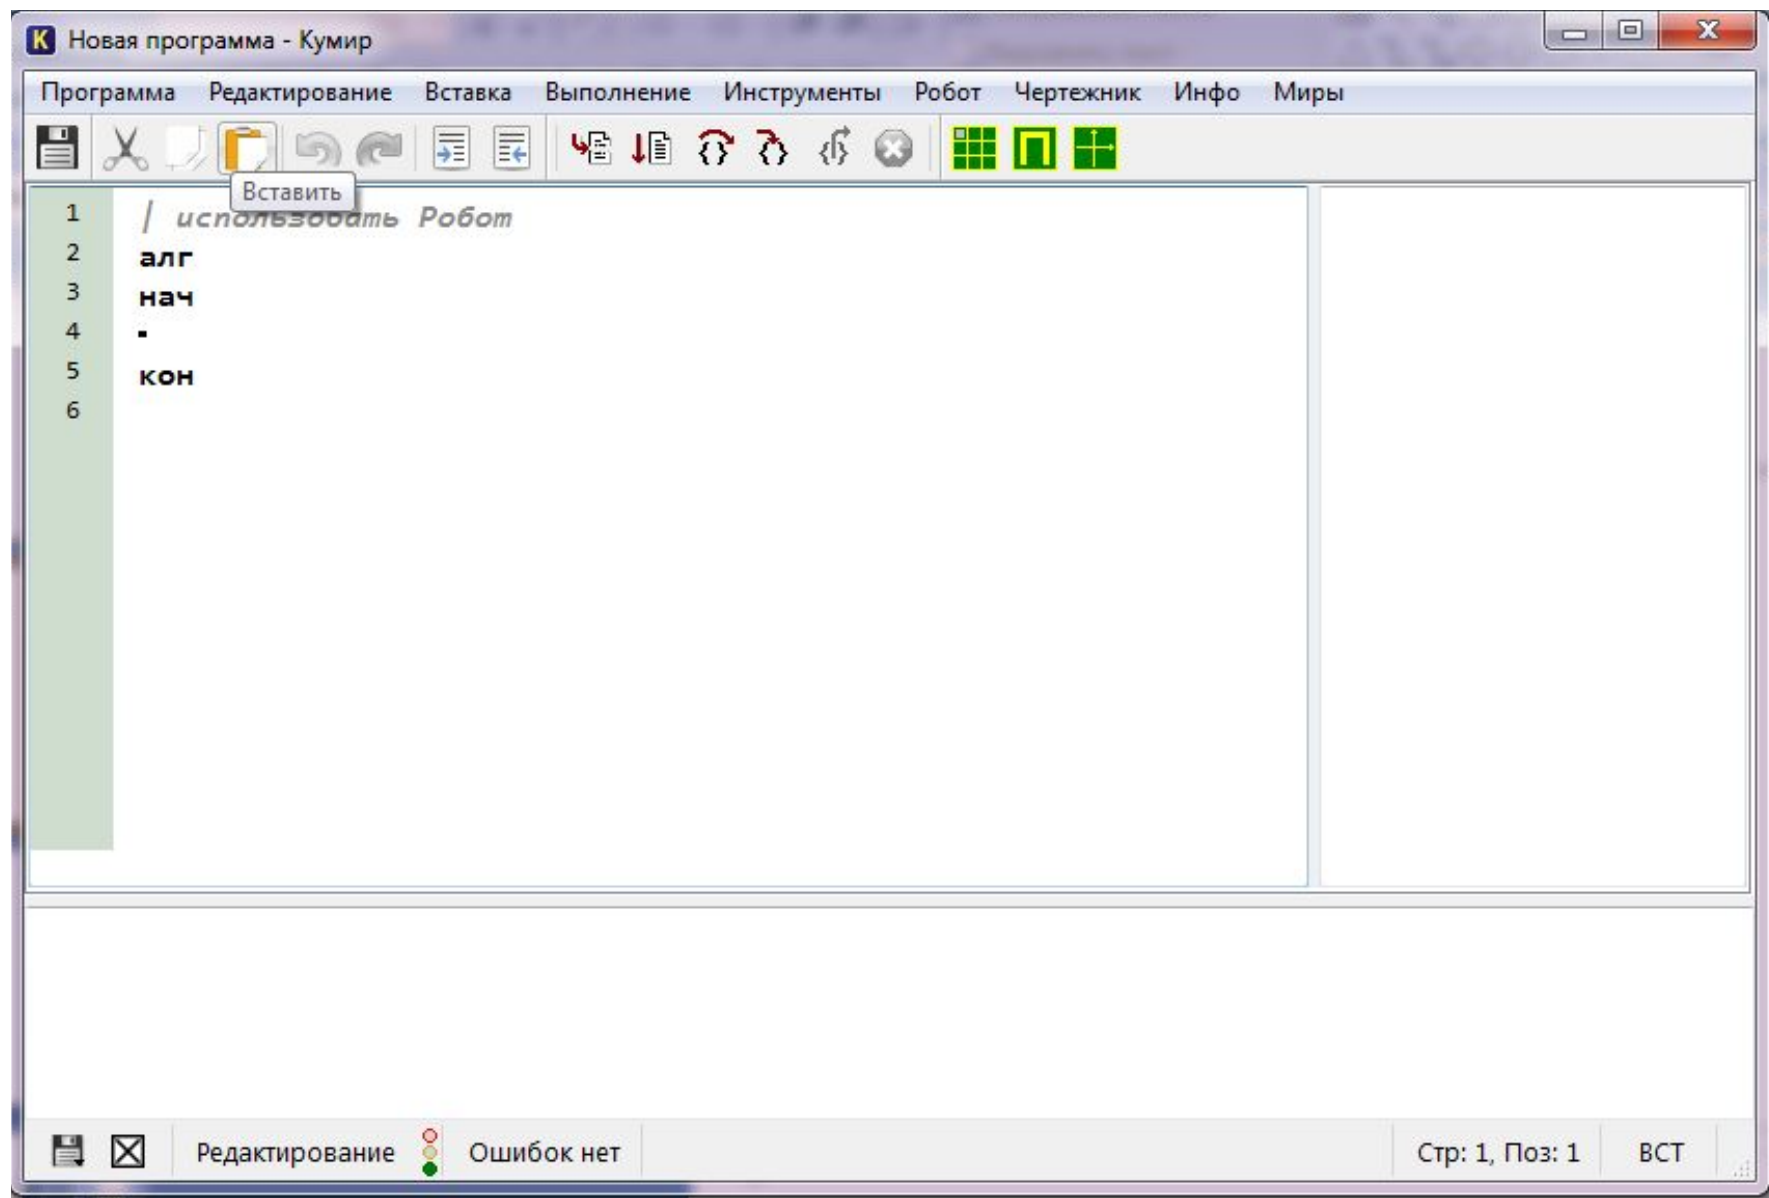 K Новая программа - Кумир
Программа Редактирование Вставка Выполнение Инструменты Робот Чертежник Инфо Миры
Вставить
1 | использовать Робот
2 алг
3 нач
4
5 кон
6
Редактирование Ошибок нет Стр: 1, Поз: 1 ВСТ